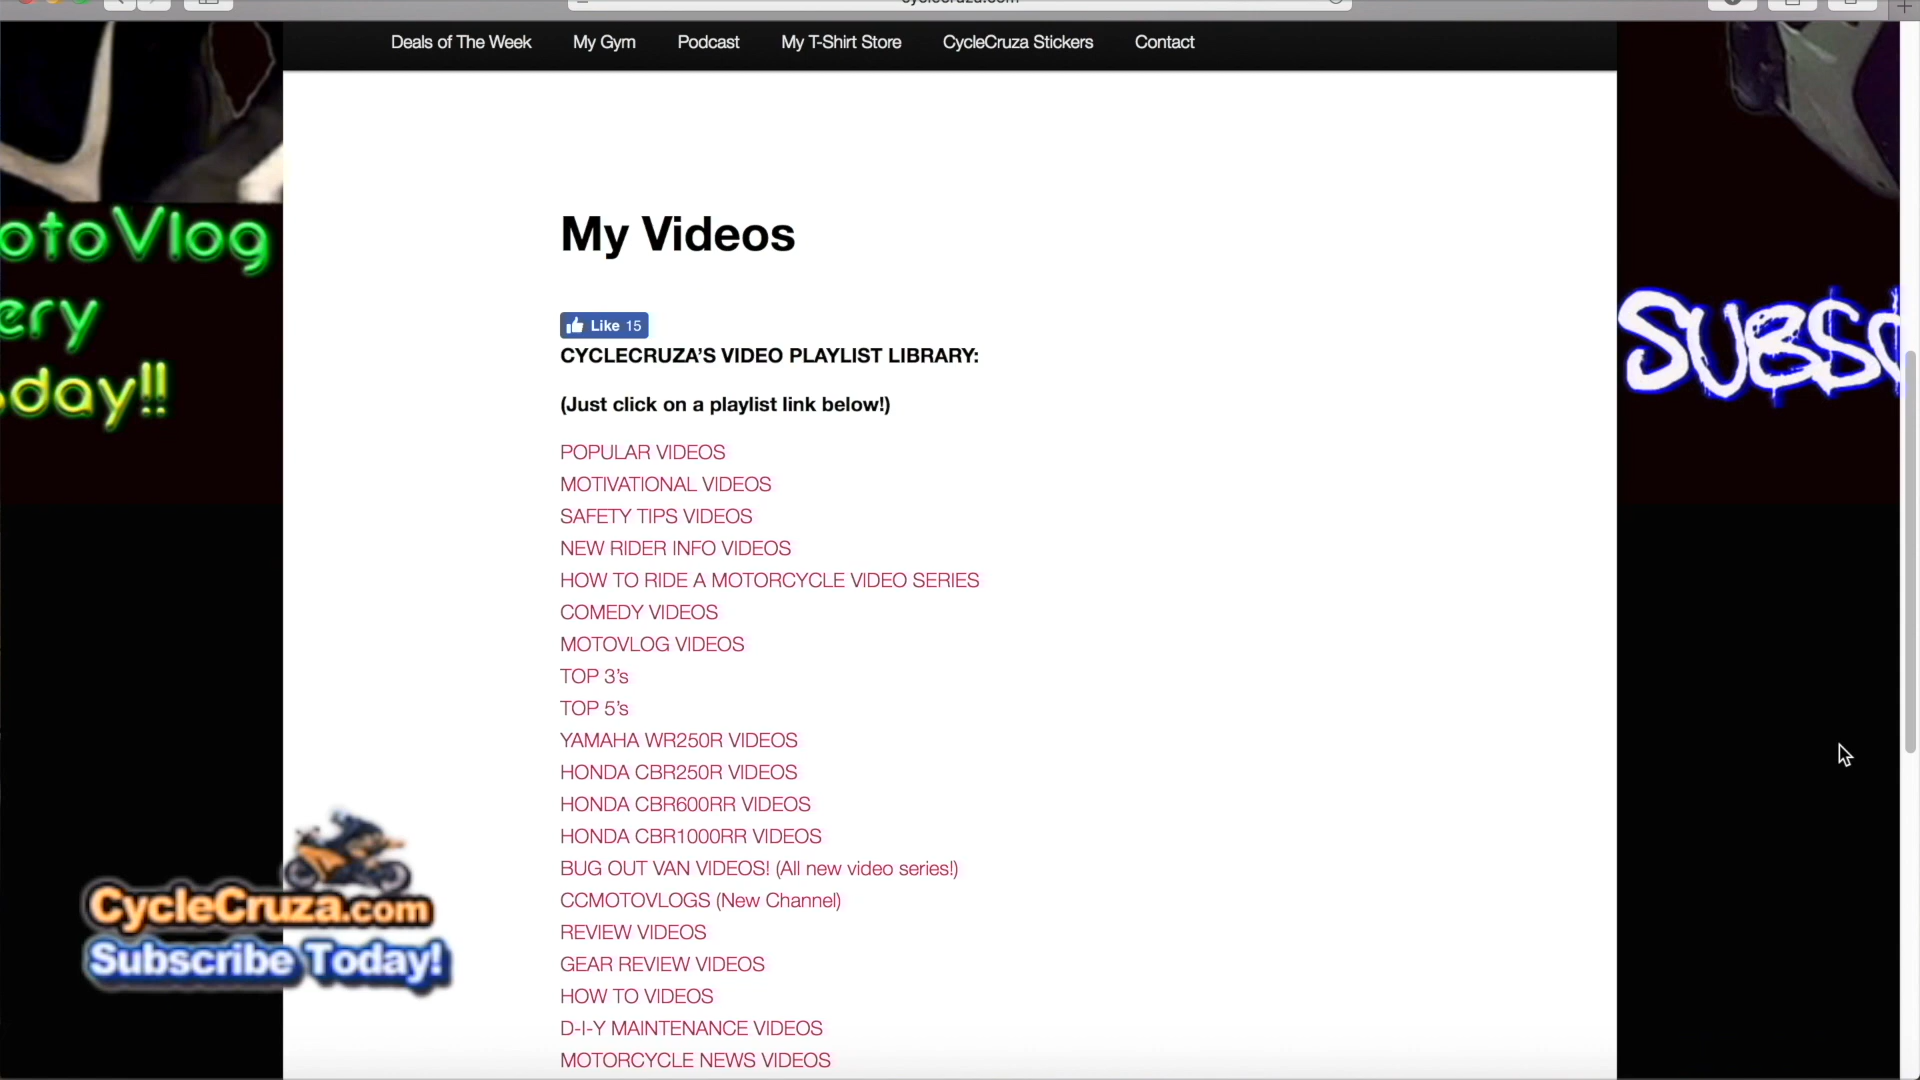 Deals of The Week My Gym Podcast My T-Shirt Store CycleCruza Stickers Contact
My Videos
Like 15
CYCLECRUZA’S VIDEO PLAYLIST LIBRARY:
(Just click on a playlist link below!)
POPULAR VIDEOS
MOTIVATIONAL VIDEOS
SAFETY TIPS VIDEOS
NEW RIDER INFO VIDEOS
HOW TO RIDE A MOTORCYCLE VIDEO SERIES
COMEDY VIDEOS
MOTOVLOG VIDEOS
TOP 3’s
TOP 5’s
YAMAHA WR250R VIDEOS
HONDA CBR250R VIDEOS
HONDA CBR600RR VIDEOS
HONDA CBR1000RR VIDEOS
BUG OUT VAN VIDEOS! (All new video series!)
CCMOTOVLOGS (New Channel)
REVIEW VIDEOS
GEAR REVIEW VIDEOS
HOW TO VIDEOS
D-I-Y MAINTENANCE VIDEOS
MOTORCYCLE NEWS VIDEOS
otoVlog
ery
day!!
SUBSC
CycleCruza.com
Subscribe Today!